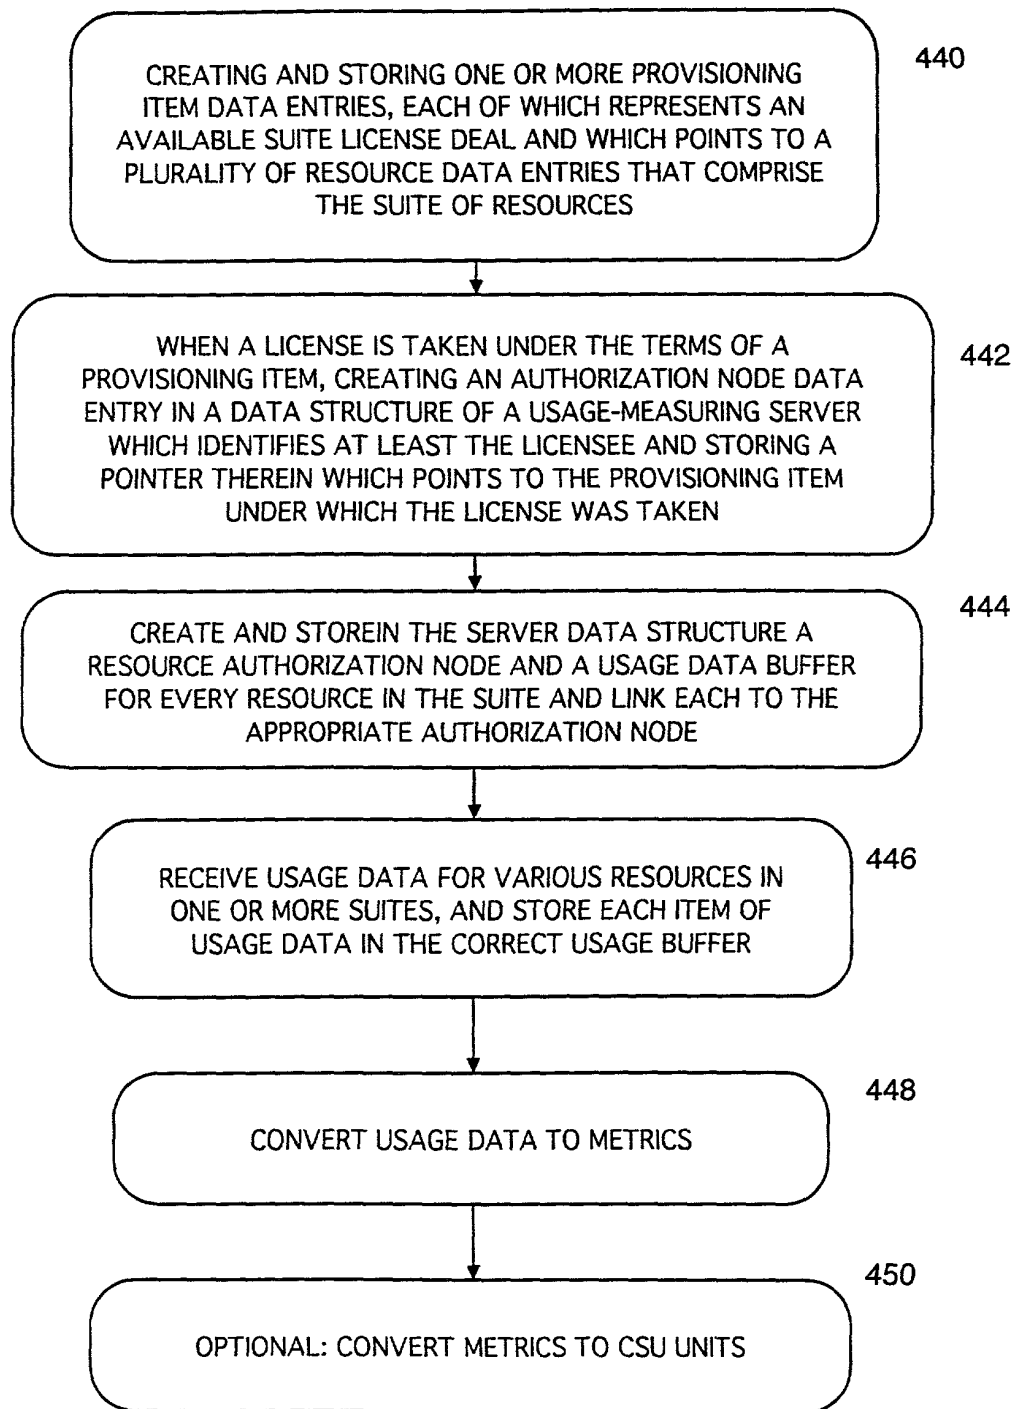 440
CREATING AND STORING ONE OR MORE PROVISIONING
ITEM DATA ENTRIES, EACH OF WHICH REPRESENTS AN
AVAILABLE SUITE LICENSE DEAL AND WHICH POINTS TO A
PLURALITY OF RESOURCE DATA ENTRIES THAT COMPRISE
THE SUITE OF RESOURCES
442
WHEN A LICENSE IS TAKEN UNDER THE TERMS OF A
PROVISIONING ITEM, CREATING AN AUTHORIZATION NODE DATA
ENTRY IN A DATA STRUCTURE OF A USAGE-MEASURING SERVER
WHICH IDENTIFIES AT LEAST THE LICENSEE AND STORING A
POINTER THEREIN WHICH POINTS TO THE PROVISIONING ITEM
UNDER WHICH THE LICENSE WAS TAKEN
444
CREATE AND STOREIN THE SERVER DATA STRUCTURE A
RESOURCE AUTHORIZATION NODE AND A USAGE DATA BUFFER
FOR EVERY RESOURCE IN THE SUITE AND LINK EACH TO THE
APPROPRIATE AUTHORIZATION NODE
446
RECEIVE USAGE DATA FOR VARIOUS RESOURCES IN
ONE OR MORE SUITES, AND STORE EACH ITEM OF
USAGE DATA IN THE CORRECT USAGE BUFFER
448
CONVERT USAGE DATA TO METRICS
450
OPTIONAL: CONVERT METRICS TO CSU UNITS